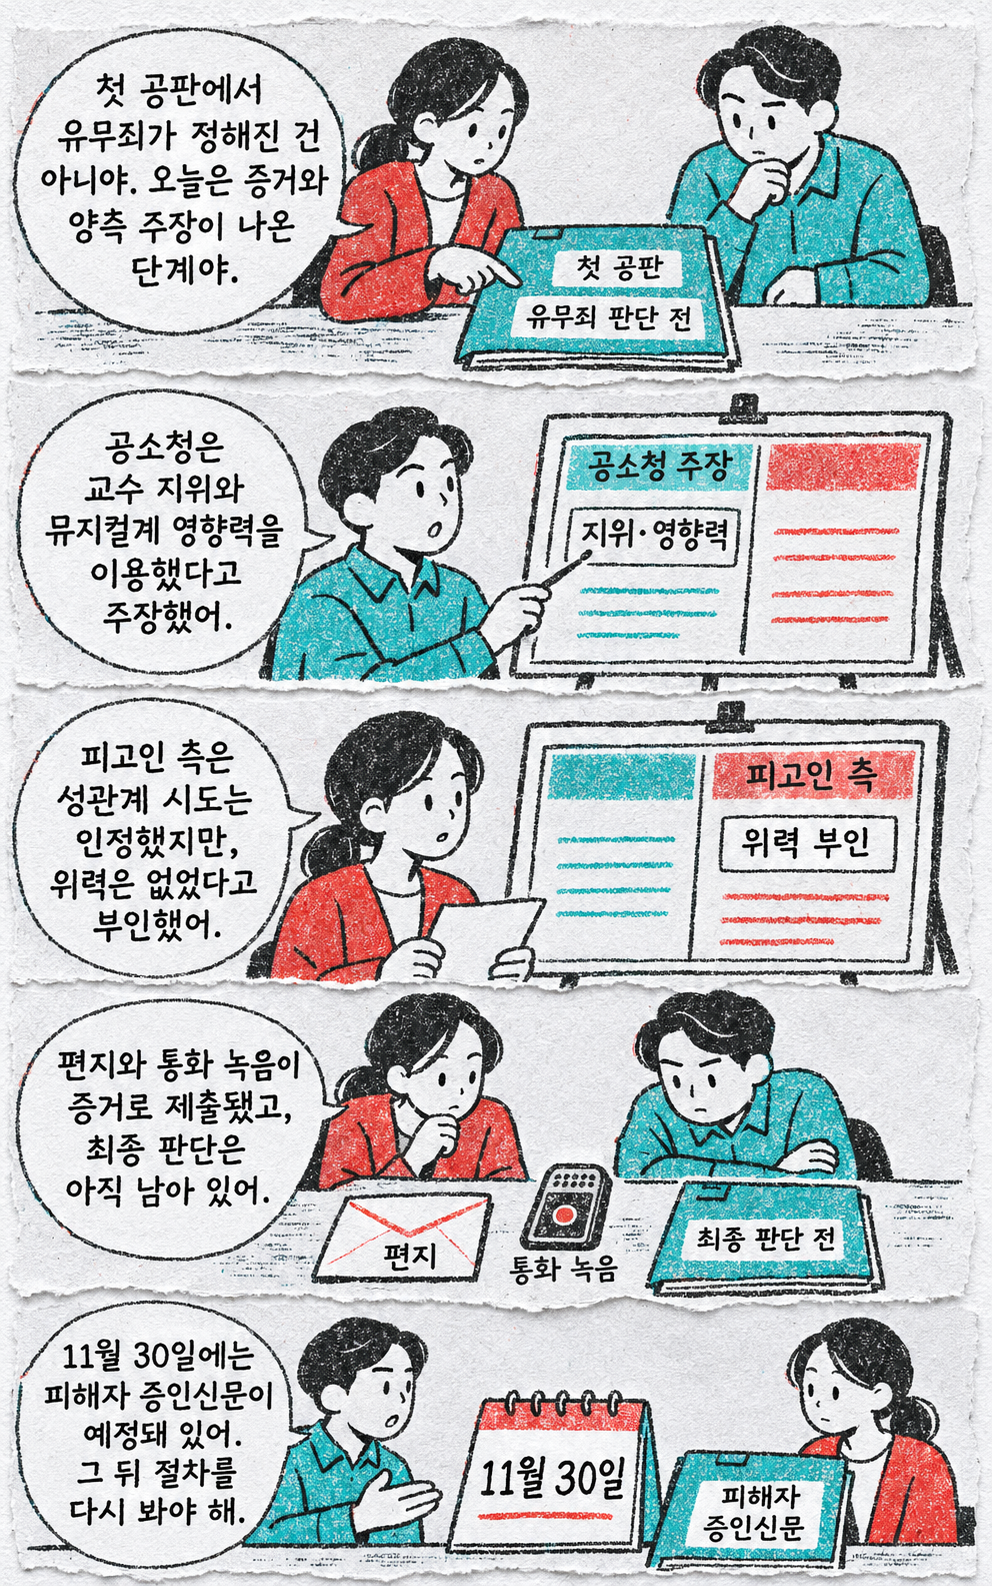 첫 공판에서
유무죄가 정해진 건
아니야. 오늘은 증거와
양측 주장이 나온
단계야.
첫 공판
유무죄 판단 전
공소청은
교수 지위와
뮤지컬계 영향력을
이용했다고
주장했어.
공소청 주장
지위·영향력
피고인 측은
성관계 시도는
인정했지만,
위력은 없었다고
부인했어.
피고인 측
위력 부인
편지와 통화 녹음이
증거로 제출됐고,
최종 판단은
아직 남아 있어.
편지
통화 녹음
최종 판단 전
11월 30일에는
피해자 증인신문이
예정돼 있어.
그 뒤 절차를
다시 봐야 해.
11월 30일
피해자
증인신문